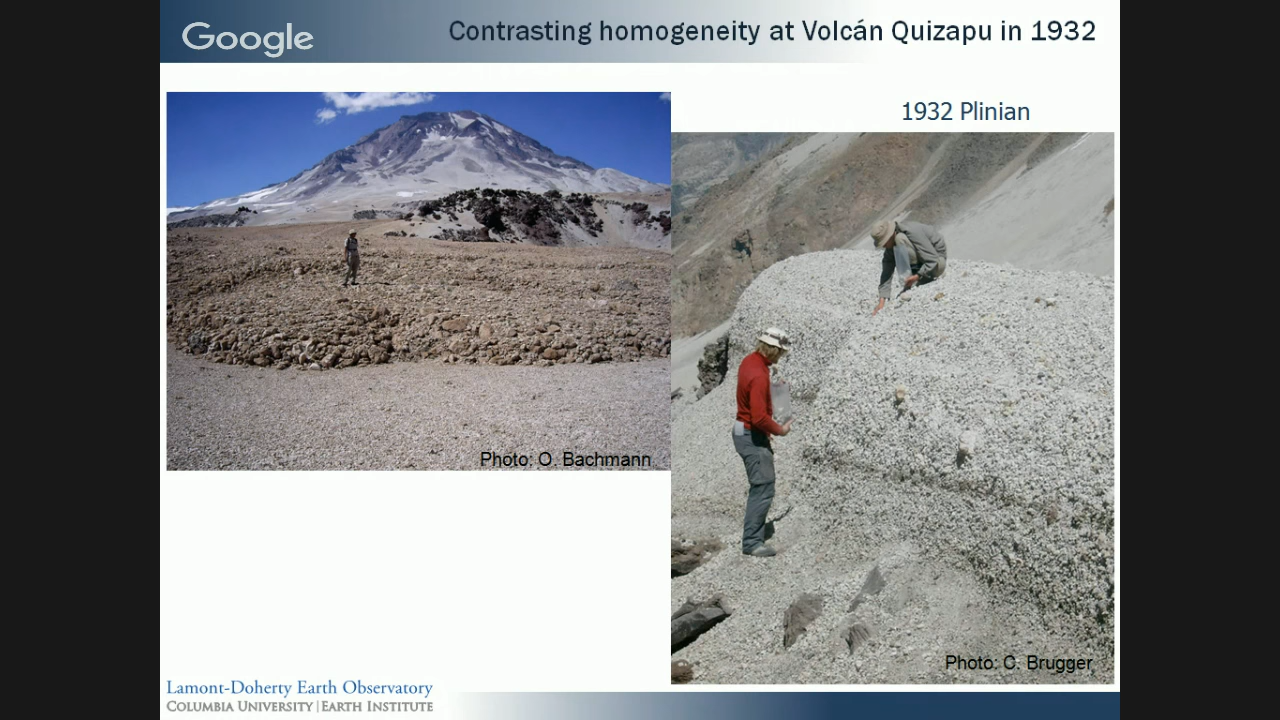 Google
Contrasting homogeneity at Volcán Quizapu in 1932
1932 Plinian
Photo: O. Bachmann
Photo: C. Brugger
Lamont-Doherty Earth Observatory
COLUMBIA UNIVERSITY | EARTH INSTITUTE